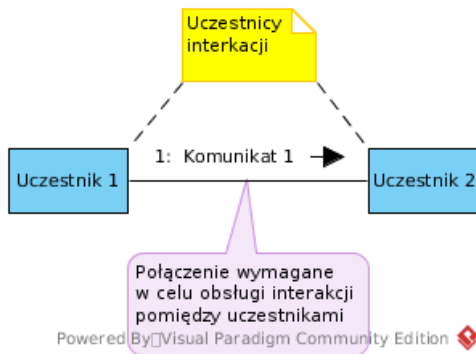 Uczestnicy
interkacji
1: Komunikat 1
Uczestnik 1
Uczestnik 2
Połączenie wymagane
w celu obsługi interakcji
pomiędzy uczestnikami
Powered By Visual Paradigm Community Edition